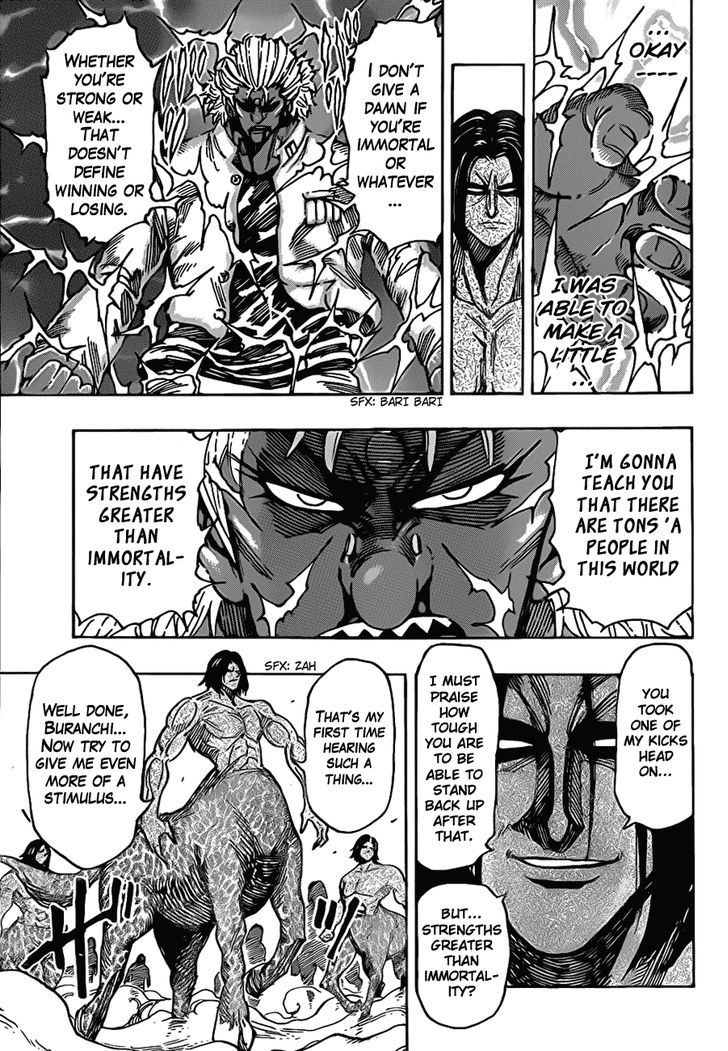 ...
OKAY
----
I WAS
ABLE TO
MAKE A
LITTLE
...
I DON'T
GIVE A
DAMN IF
YOU'RE
IMMORTAL
OR
WHATEVER
...
WHETHER
YOU'RE
STRONG OR
WEAK...
THAT
DOESN'T
DEFINE
WINNING OR
LOSING.
SFX: BARI BARI
I'M GONNA
TEACH YOU
THAT THERE
ARE TONS 'A
PEOPLE IN
THIS WORLD
THAT HAVE
STRENGTHS
GREATER
THAN
IMMORTAL-
ITY.
YOU
TOOK
ONE OF
MY KICKS
HEAD
ON...
I MUST
PRAISE
HOW
TOUGH
YOU ARE
TO BE
ABLE TO
STAND
BACK UP
AFTER
THAT.
BUT...
STRENGTHS
GREATER
THAN
IMMORTAL-
ITY?
SFX: ZAH
THAT'S MY
FIRST TIME
HEARING
SUCH A
THING...
WELL DONE,
BURANCHI...
NOW TRY TO
GIVE ME EVEN
MORE OF A
STIMULUS...